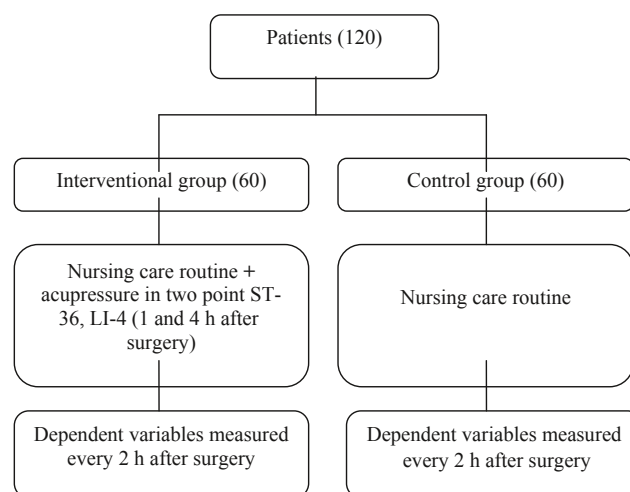 Patients (120)
Interventional group (60)
Control group (60)
Nursing care routine +
acupressure in two point ST-
36, LI-4 (1 and 4 h after
surgery)
Nursing care routine
Dependent variables measured
every 2 h after surgery
Dependent variables measured
every 2 h after surgery